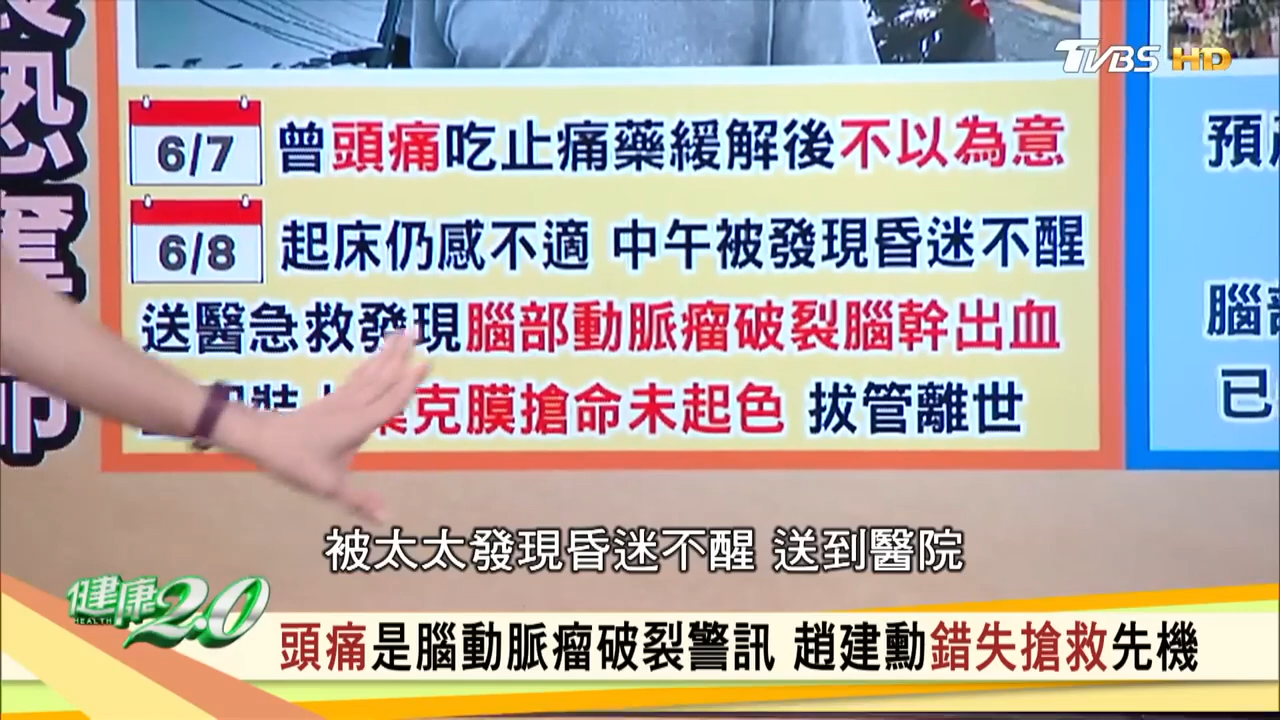 TVBS HD
恐
6/7 曾頭痛吃止痛藥緩解後不以為意
6/8 起床仍感不適 中午被發現昏迷不醒
送醫急救發現腦部動脈瘤破裂腦幹出血
克膜搶命未起色 拔管離世
預
腦
已
被太太發現昏迷不醒 送到醫院
健康2.0
HEALTH
頭痛是腦動脈瘤破裂警訊 趙建勳錯失搶救先機